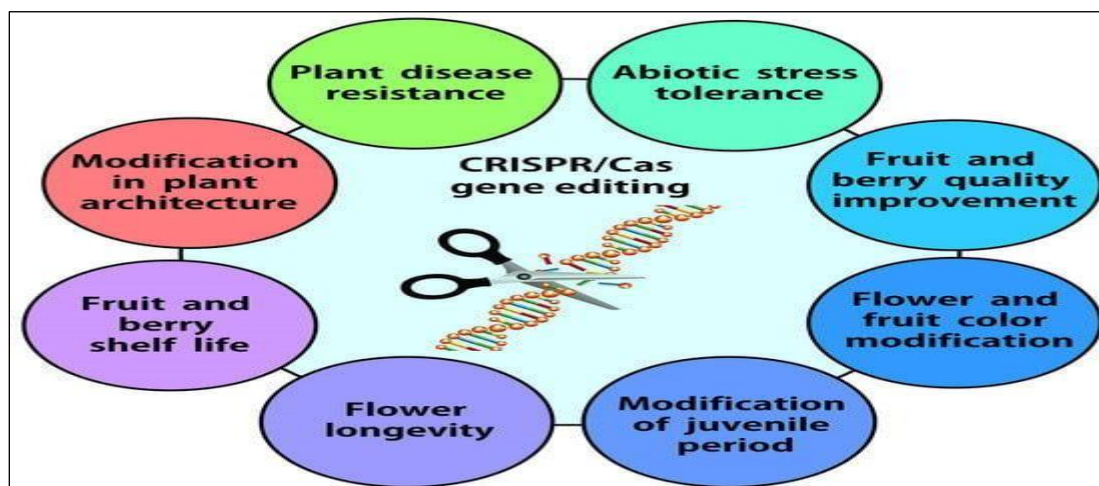 Plant disease
resistance
Abiotic stress
tolerance
CRISPR/Cas
gene editing
Modification
in plant
architecture
Fruit and
berry quality
improvement
Fruit and
berry
shelf life
Flower and
fruit color
modification
Flower
longevity
Modification
of juvenile
period